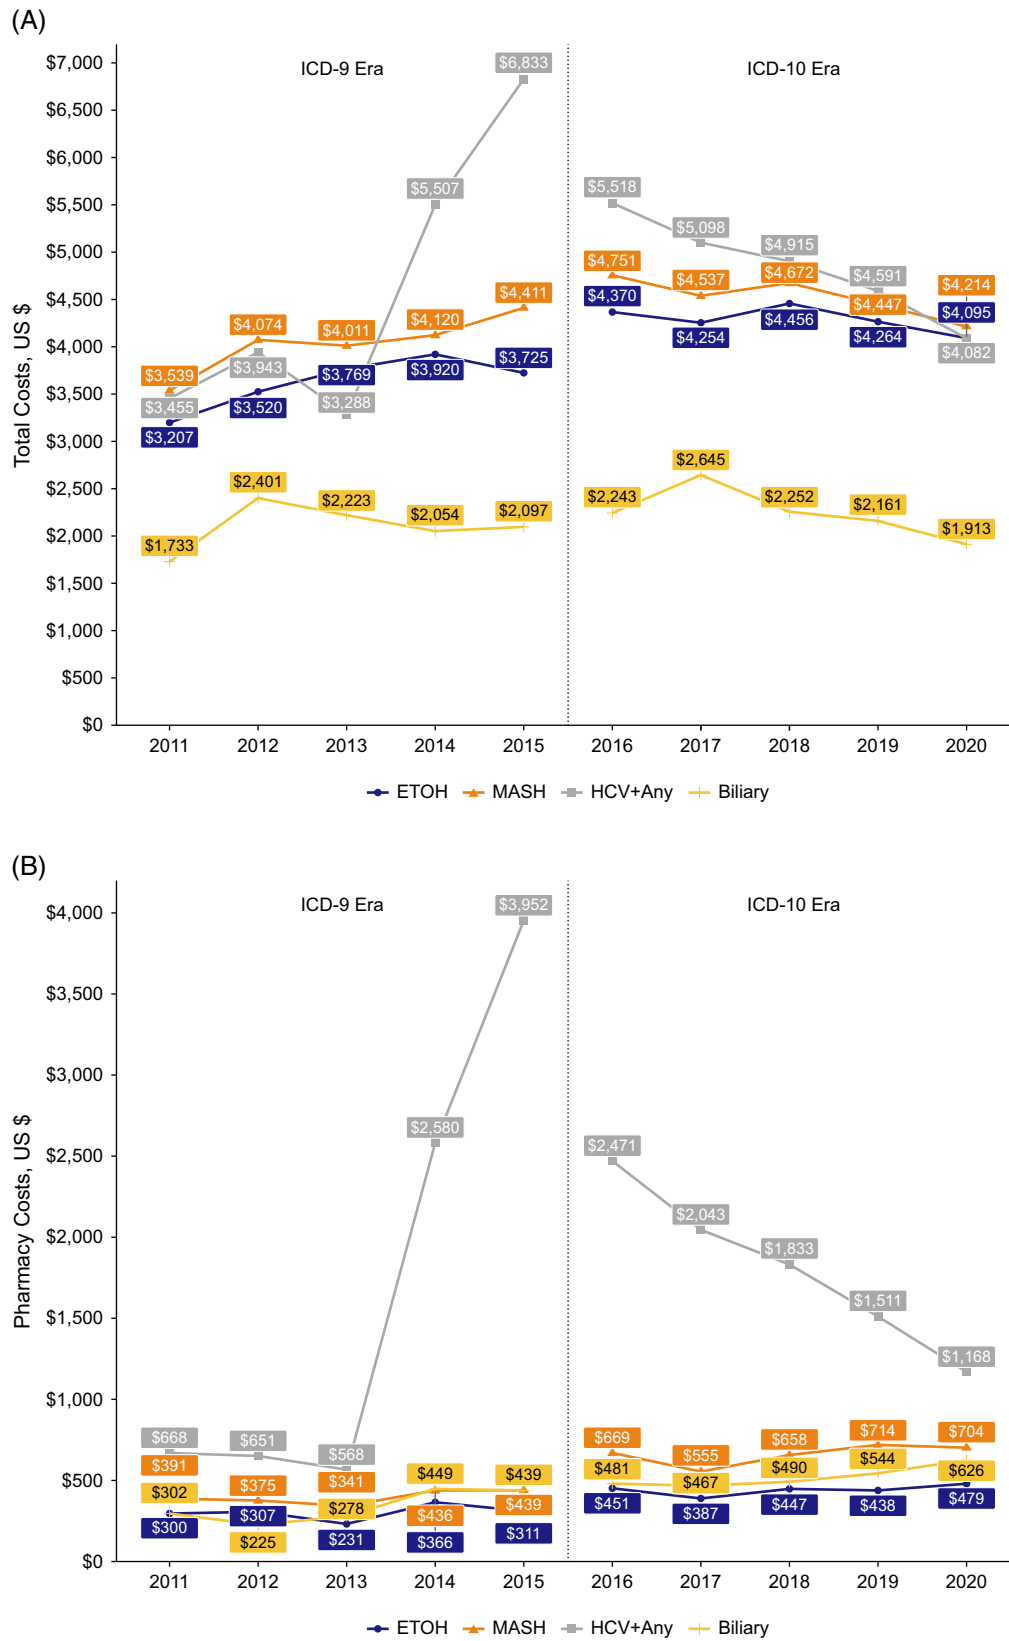 (A)
ICD-9 Era
ICD-10 Era
Total Costs, US $
$7,000
$6,500
$6,000
$5,500
$5,000
$4,500
$4,000
$3,500
$3,000
$2,500
$2,000
$1,500
$1,000
$500
$0
$3,539 $4,074 $4,011 $4,120 $4,411 $4,751 $4,537 $4,672 $4,447 $4,214
$3,455 $3,943 $3,288 $5,507 $6,833 $5,518 $5,098 $4,915 $4,591 $4,082
$3,207 $3,520 $3,769 $3,920 $3,725 $4,370 $4,254 $4,456 $4,264 $4,095
$1,733 $2,401 $2,223 $2,054 $2,097 $2,243 $2,645 $2,252 $2,161 $1,913
2011 2012 2013 2014 2015 2016 2017 2018 2019 2020
ETOH MASH HCV+Any Biliary
(B)
ICD-9 Era
ICD-10 Era
Pharmacy Costs, US $
$4,000
$3,500
$3,000
$2,500
$2,000
$1,500
$1,000
$500
$0
$668 $651 $568 $2,580 $3,952 $2,471 $2,043 $1,833 $1,511 $1,168
$391 $375 $341 $436 $439 $669 $555 $658 $714 $704
$302 $225 $278 $449 $439 $481 $467 $490 $544 $626
$300 $307 $231 $366 $311 $451 $387 $447 $438 $479
2011 2012 2013 2014 2015 2016 2017 2018 2019 2020
ETOH MASH HCV+Any Biliary